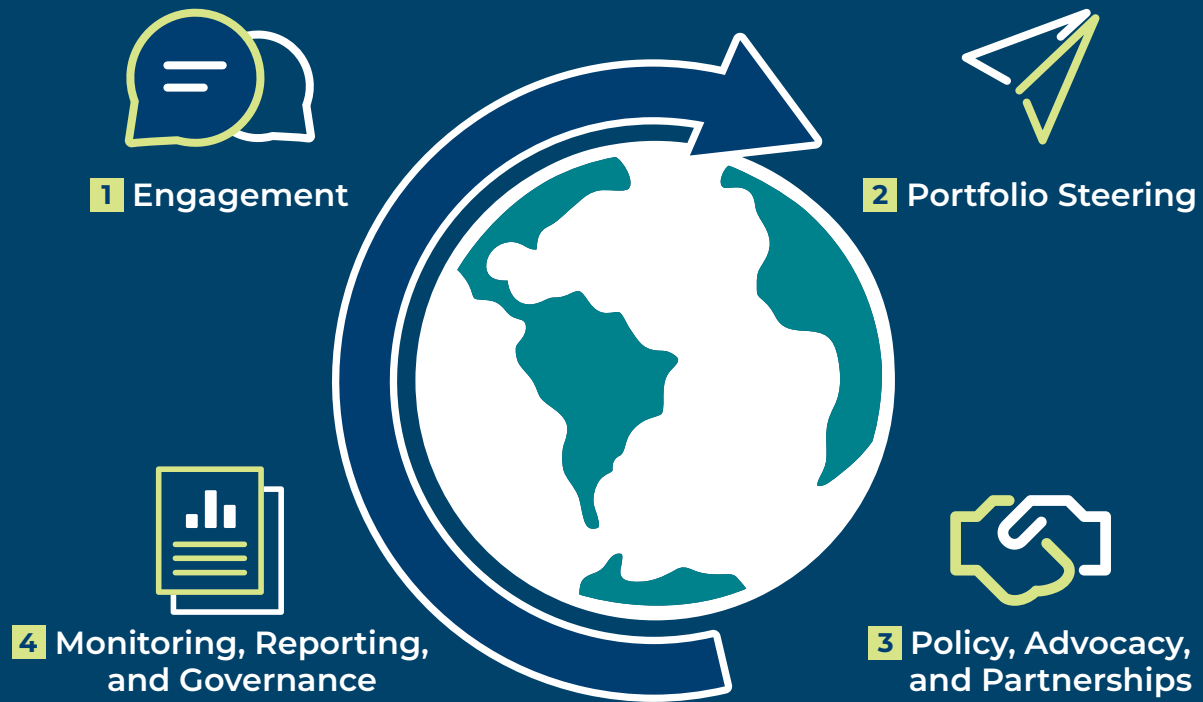 1 Engagement
2 Portfolio Steering
3 Policy, Advocacy,
and Partnerships
4 Monitoring, Reporting,
and Governance